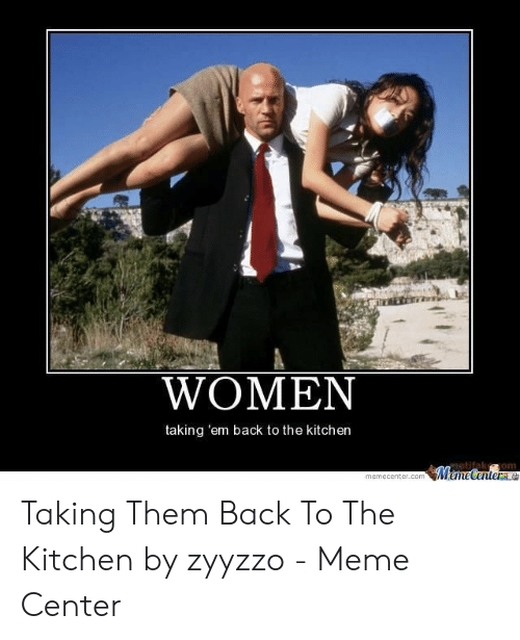 WOMEN
taking 'em back to the kitchen
memecenter.com MemeCenter
Taking Them Back To The
Kitchen by zyyzzo - Meme
Center